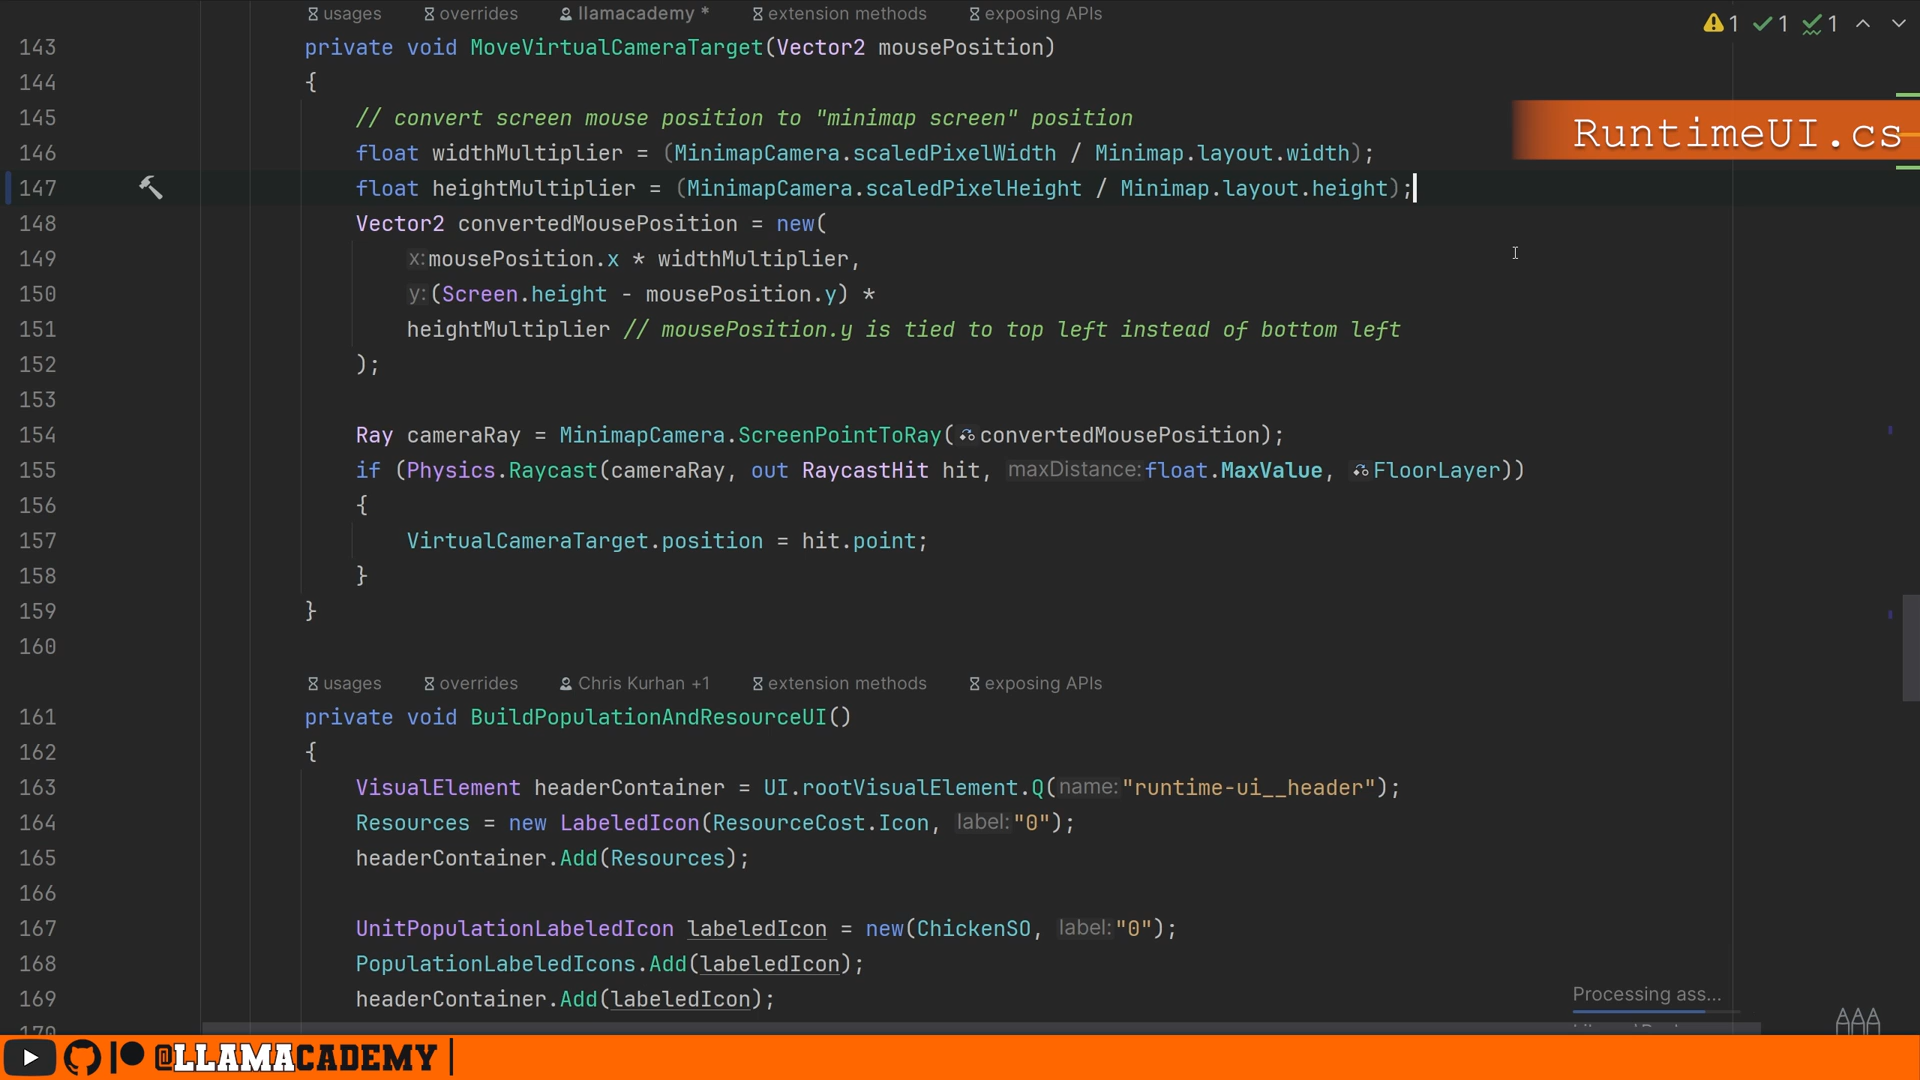 usages overrides llamacademy * extension methods exposing APIs
1 1 1
143 private void MoveVirtualCameraTarget(Vector2 mousePosition)
144 {
145 // convert screen mouse position to "minimap screen" position
RuntimeUI.cs
146 float widthMultiplier = (MinimapCamera.scaledPixelWidth / Minimap.layout.width);
147 float heightMultiplier = (MinimapCamera.scaledPixelHeight / Minimap.layout.height);
148 Vector2 convertedMousePosition = new(
149 x:mousePosition.x * widthMultiplier,
150 y:(Screen.height - mousePosition.y) *
151 heightMultiplier // mousePosition.y is tied to top left instead of bottom left
152 );
153
154 Ray cameraRay = MinimapCamera.ScreenPointToRay(convertedMousePosition);
155 if (Physics.Raycast(cameraRay, out RaycastHit hit, maxDistance:float.MaxValue, FloorLayer))
156 {
157 VirtualCameraTarget.position = hit.point;
158 }
159 }
160
usages overrides Chris Kurhan +1 extension methods exposing APIs
161 private void BuildPopulationAndResourceUI()
162 {
163 VisualElement headerContainer = UI.rootVisualElement.Q(name:"runtime-ui__header");
164 Resources = new LabeledIcon(ResourceCost.Icon, label:"0");
165 headerContainer.Add(Resources);
166
167 UnitPopulationLabeledIcon labeledIcon = new(ChickenSO, label:"0");
168 PopulationLabeledIcons.Add(labeledIcon);
169 headerContainer.Add(labeledIcon);
Processing ass...
170
@LLAMACADEMY